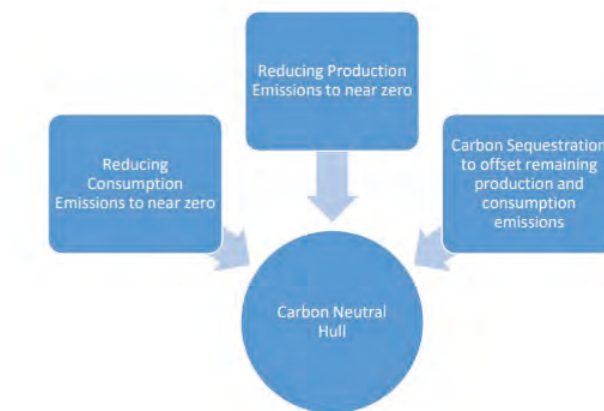 Reducing Production
Emissions to near zero
Reducing
Consumption
Emissions to near zero
Carbon Sequestration
to offset remaining
production and
consumption
emissions
Carbon Neutral
Hull